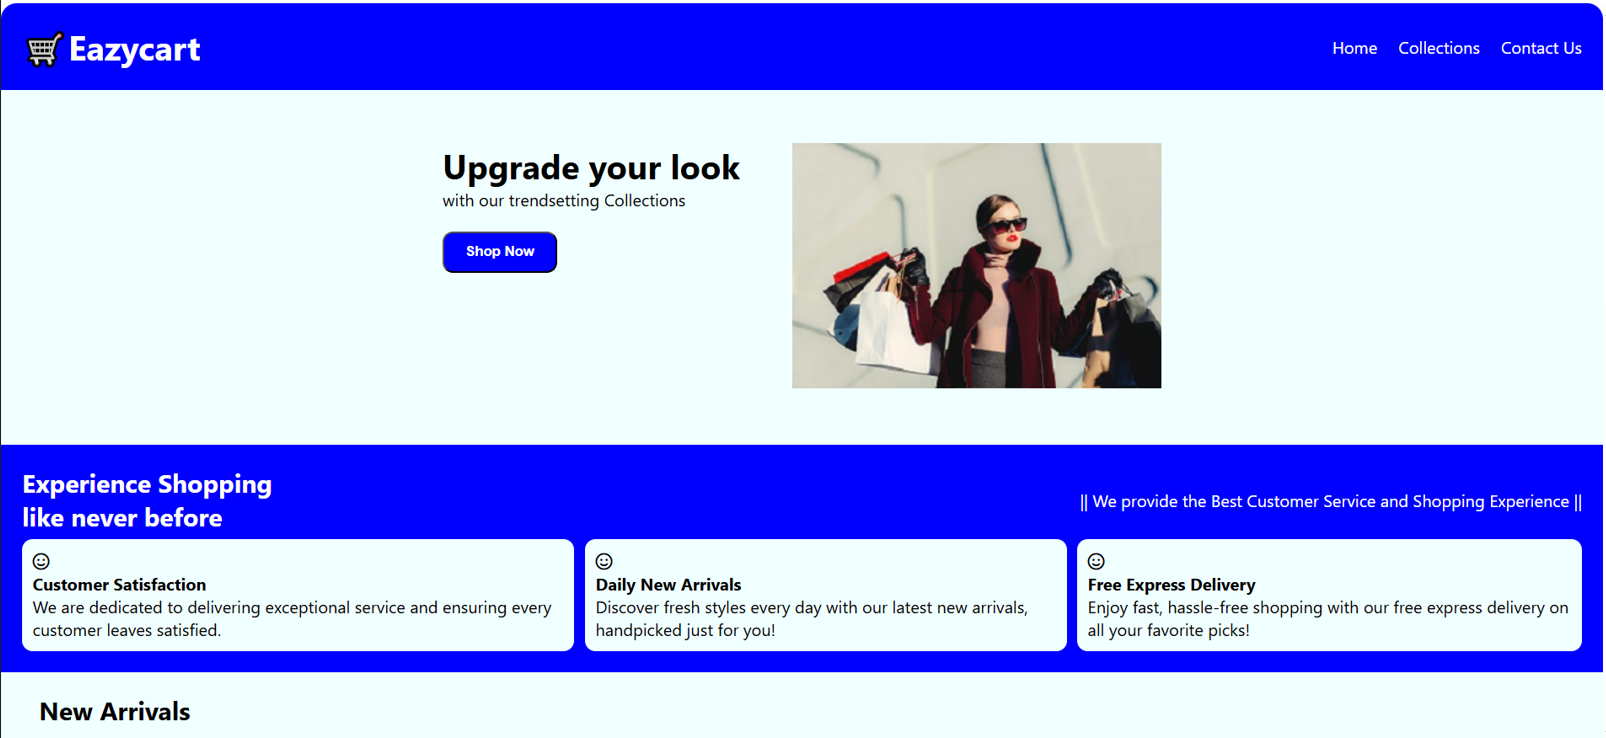 Eazycart
Home Collections Contact Us
Upgrade your look
with our trendsetting Collections
Shop Now
Experience Shopping
like never before
|| We provide the Best Customer Service and Shopping Experience ||
Customer Satisfaction
We are dedicated to delivering exceptional service and ensuring every
customer leaves satisfied.
Daily New Arrivals
Discover fresh styles every day with our latest new arrivals,
handpicked just for you!
Free Express Delivery
Enjoy fast, hassle-free shopping with our free express delivery on
all your favorite picks!
New Arrivals